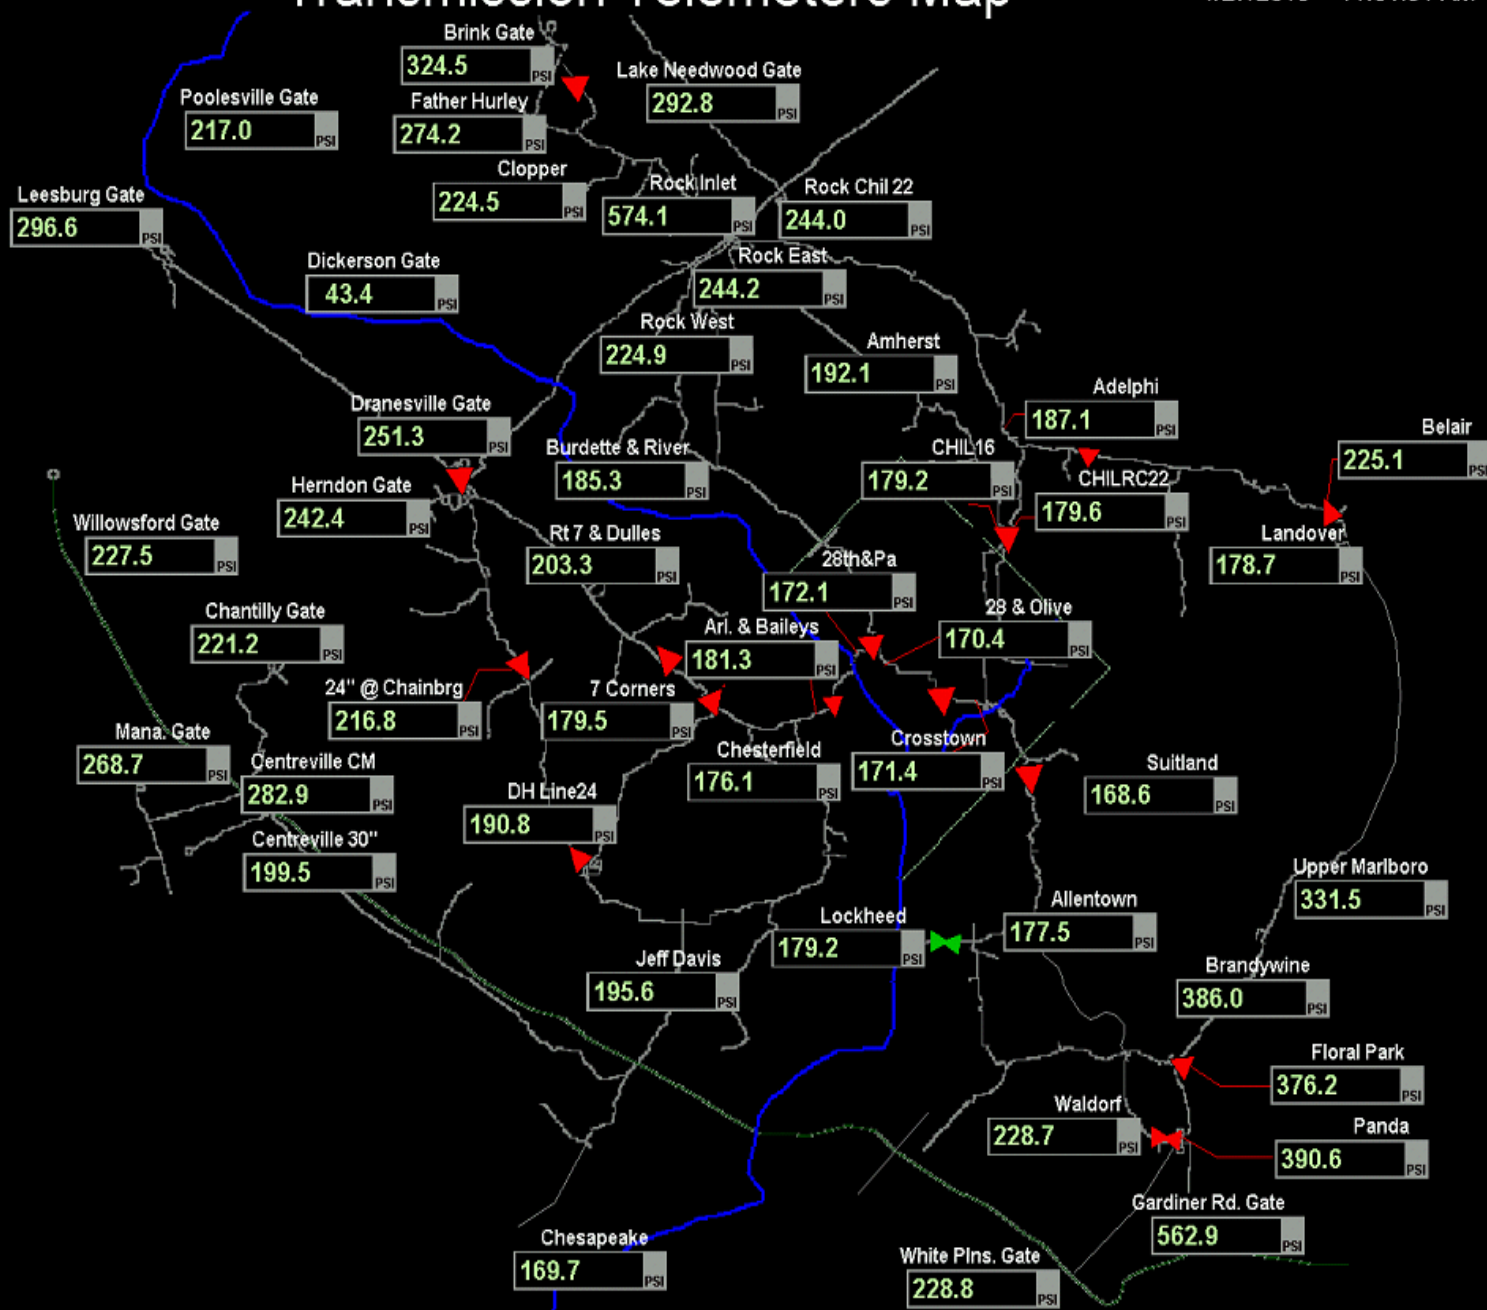 Transmission Telemeters Map
Brink Gate
324.5 PSI
Lake Needwood Gate
292.8 PSI
Poolesville Gate
217.0 PSI
Father Hurley
274.2 PSI
Clopper
224.5 PSI
Rock Inlet
574.1 PSI
Rock Chil 22
244.0 PSI
Leesburg Gate
296.6 PSI
Dickerson Gate
43.4 PSI
Rock East
244.2 PSI
Rock West
224.9 PSI
Amherst
192.1 PSI
Adelphi
187.1 PSI
Dranesville Gate
251.3 PSI
Belair
225.1 PSI
Burdette & River
185.3 PSI
CHIL16
179.2 PSI
CHILRC22
179.6 PSI
Herndon Gate
242.4 PSI
Willowsford Gate
227.5 PSI
Rt 7 & Dulles
203.3 PSI
Landover
178.7 PSI
28th&Pa
172.1 PSI
28 & Olive
170.4 PSI
Chantilly Gate
221.2 PSI
Arl. & Baileys
181.3 PSI
24" @ Chainbrg
216.8 PSI
7 Corners
179.5 PSI
Mana. Gate
268.7 PSI
Centreville CM
282.9 PSI
Chesterfield
176.1 PSI
Crosstown
171.4 PSI
Suitland
168.6 PSI
DH Line24
190.8 PSI
Centreville 30"
199.5 PSI
Upper Marlboro
331.5 PSI
Lockheed
179.2 PSI
Allentown
177.5 PSI
Jeff Davis
195.6 PSI
Brandywine
386.0 PSI
Floral Park
376.2 PSI
Waldorf
228.7 PSI
Panda
390.6 PSI
Gardiner Rd. Gate
562.9 PSI
Chesapeake
169.7 PSI
White Plns. Gate
228.8 PSI